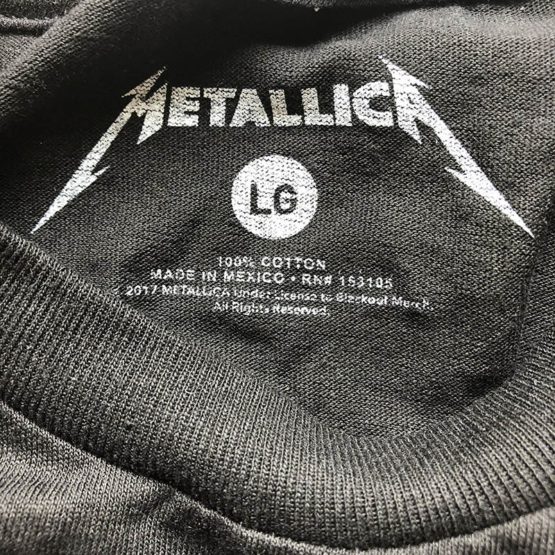 METALLICA
LG
100% COTTON
MADE IN MEXICO • RN# 153105
2017 METALLICA Under License to Blackout Merch.
All Rights Reserved.